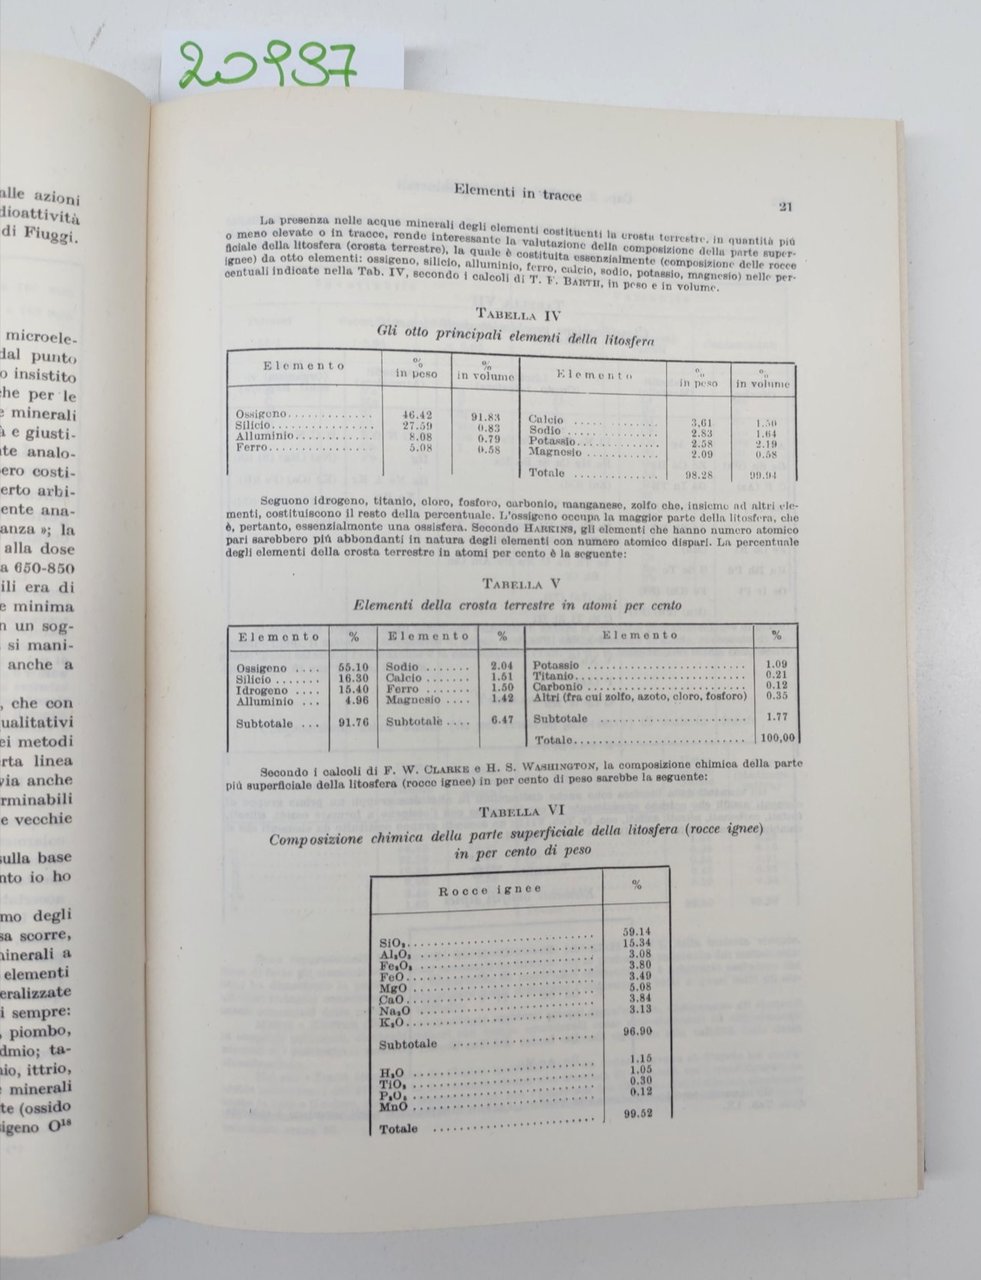 20997
alle azioni
dioattività
di Fiuggi.
microele-
dal punto
o insistito
che per le
e minerali
à e giusti-
te analo-
ero costi-
erto arbi-
ente ana-
anza »; la
alla dose
a 650-850
ili era di
e minima
n un sog-
si mani-
anche a
, che con
ualitativi
ei metodi
rta linea
via anche
rminabili
e vecchie
sulla base
nto io ho
mo degli
sa scorre,
minerali a
elementi
eralizzate
i sempre:
, piombo,
dmio; ta-
nio, ittrio,
e minerali
te (ossido
sigeno O¹⁸
Elementi in tracce
21
La presenza nelle acque minerali degli elementi costituenti la crosta terrestre, in quantità più
o meno elevate o in tracce, rende interessante la valutazione della composizione della parte super-
ficiale della litosfera (crosta terrestre), la quale è costituita essenzialmente (composizione delle rocce
ignee) da otto elementi: ossigeno, silicio, alluminio, ferro, calcio, sodio, potassio, magnesio) nelle per-
centuali indicate nella Tab. IV, secondo i calcoli di T. F. BARTH, in peso e in volume.
TABELLA IV
Gli otto principali elementi della litosfera
Elemento % in peso % in volume Elemento % in peso % in volume
Ossigeno............. 46.42 91.83 Calcio ............. 3.61 1.50
Silicio............... 27.59 0.83 Sodio ............. 2.83 1.64
Alluminio............ 8.08 0.79 Potassio............. 2.58 2.19
Ferro............... 5.08 0.58 Magnesio ............ 2.09 0.58
Totale ............. 98.28 99.94
Seguono idrogeno, titanio, cloro, fosforo, carbonio, manganese, zolfo che, insieme ad altri ele-
menti, costituiscono il resto della percentuale. L'ossigeno occupa la maggior parte della litosfera, che
è, pertanto, essenzialmente una ossisfera. Secondo HARKINS, gli elementi che hanno numero atomico
pari sarebbero più abbondanti in natura degli elementi con numero atomico dispari. La percentuale
degli elementi della crosta terrestre in atomi per cento è la seguente:
TABELLA V
Elementi della crosta terrestre in atomi per cento
Elemento % Elemento % Elemento %
Ossigeno .... 55.10 Sodio ....... 2.04 Potassio ......................... 1.09
Silicio....... 16.30 Calcio ....... 1.51 Titanio........................... 0.21
Idrogeno .... 15.40 Ferro ....... 1.50 Carbonio ......................... 0.12
Alluminio ... 4.96 Magnesio .... 1.42 Altri (fra cui zolfo, azoto, cloro, fosforo) 0.35
Subtotale ... 91.76 Subtotale .... 6.47 Subtotale ....................... 1.77
Totale........................... 100,00
Secondo i calcoli di F. W. CLARKE e H. S. WASHINGTON, la composizione chimica della parte
più superficiale della litosfera (rocce ignee) in per cento di peso sarebbe la seguente:
TABELLA VI
Composizione chimica della parte superficiale della litosfera (rocce ignee)
in per cento di peso
Rocce ignee %
SiO₂........................... 59.14
Al₂O₃ ......................... 15.34
Fe₂O₃ ......................... 3.08
FeO........................... 3.80
MgO .......................... 3.49
CaO........................... 5.08
Na₂O ......................... 3.84
K₂O........................... 3.13
Subtotale ..................... 96.90
H₂O .......................... 1.15
TiO₂ .......................... 1.05
P₂O₅ ......................... 0.30
MnO .......................... 0.12
Totale ........................ 99.52